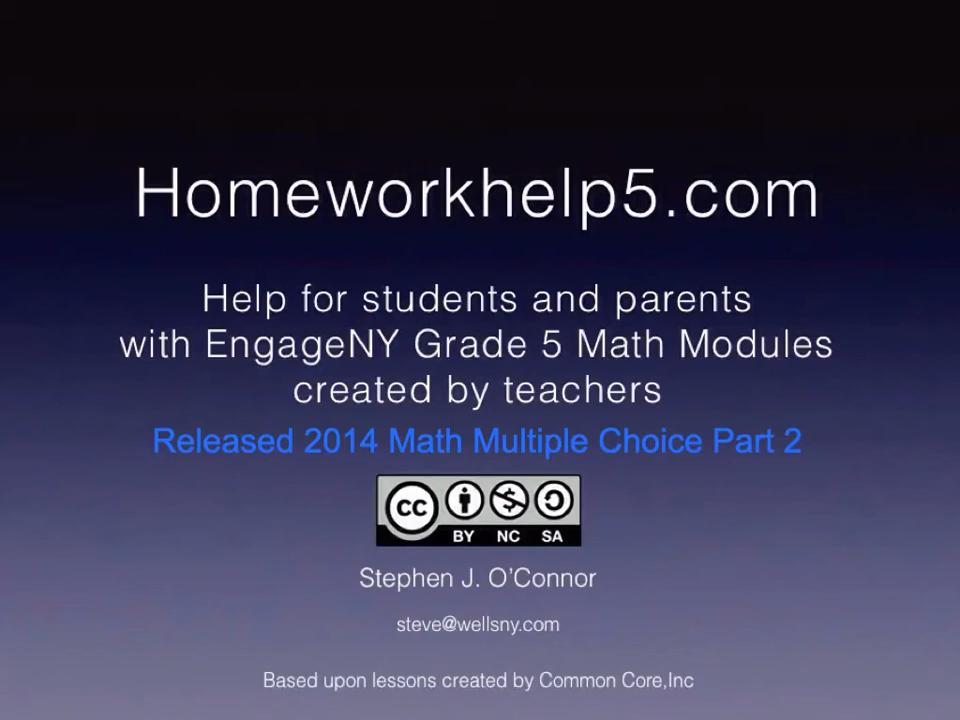 Homeworkhelp5.com
Help for students and parents
with EngageNY Grade 5 Math Modules
created by teachers
Released 2014 Math Multiple Choice Part 2
CC
BY NC SA
Stephen J. O’Connor
steve@wellsny.com
Based upon lessons created by Common Core,Inc